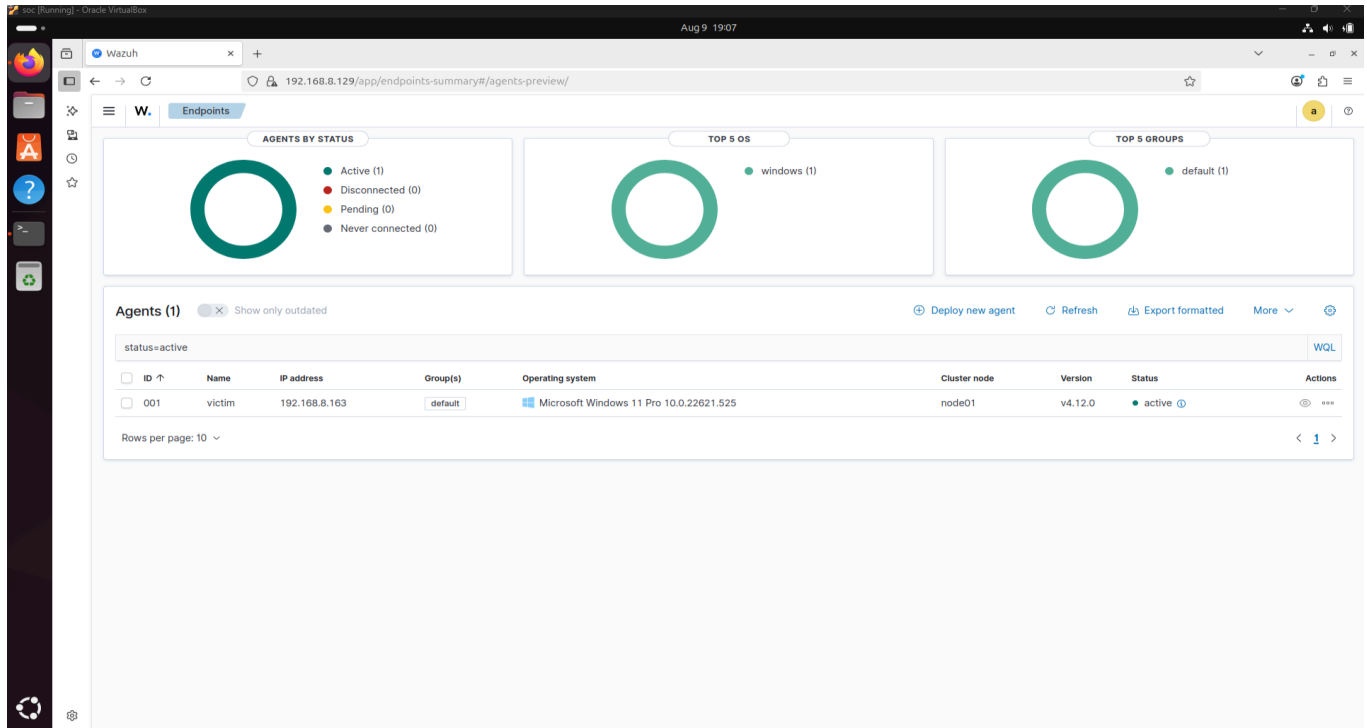 soc [Running] - Oracle VirtualBox
Aug 9 19:07
Wazuh
192.168.8.129/app/endpoints-summary#/agents-preview/
W. Endpoints
a
AGENTS BY STATUS
Active (1)
Disconnected (0)
Pending (0)
Never connected (0)
TOP 5 OS
windows (1)
TOP 5 GROUPS
default (1)
Agents (1) Show only outdated Deploy new agent Refresh Export formatted More
status=active WQL
ID Name IP address Group(s) Operating system Cluster node Version Status Actions
001 victim 192.168.8.163 default Microsoft Windows 11 Pro 10.0.22621.525 node01 v4.12.0 active
Rows per page: 10 1